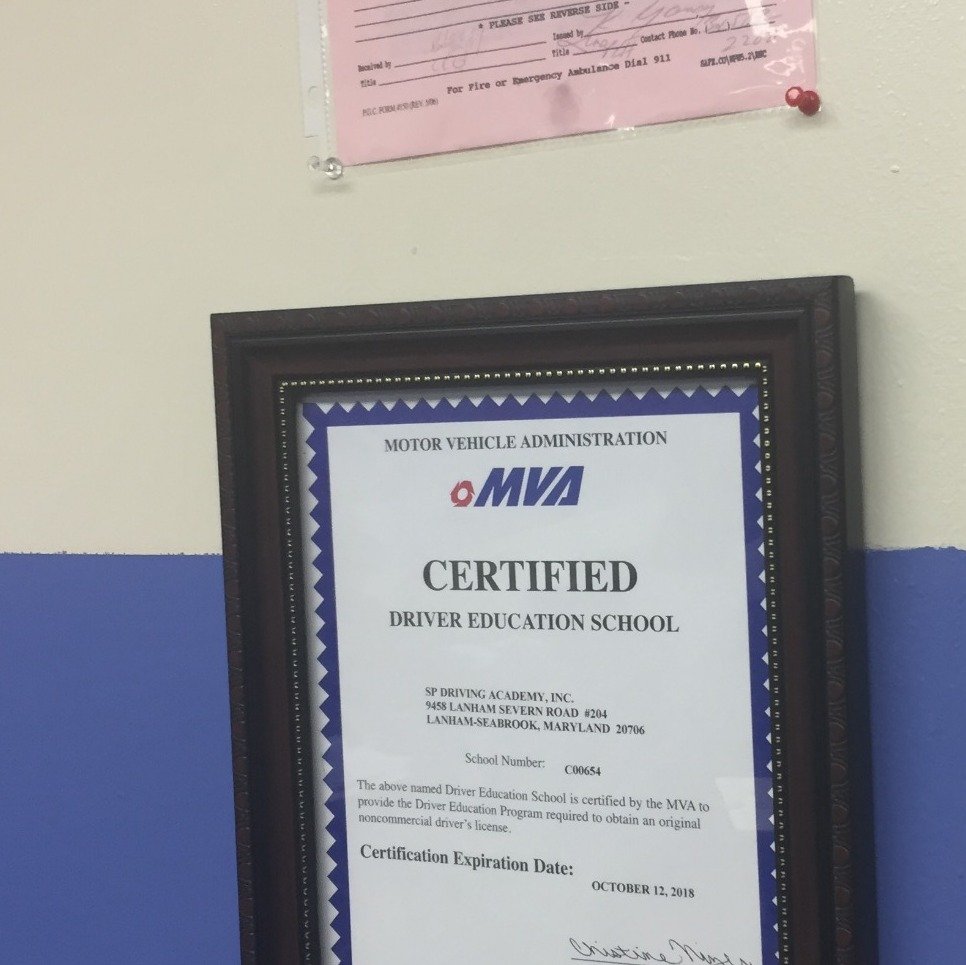 * PLEASE SEE REVERSE SIDE *
Issued by
Received by
Title
Contact Phone No.
Title
For Fire or Emergency Ambulance Dial 911
MOTOR VEHICLE ADMINISTRATION
MVA
CERTIFIED
DRIVER EDUCATION SCHOOL
SP DRIVING ACADEMY, INC.
9458 LANHAM SEVERN ROAD #204
LANHAM-SEABROOK, MARYLAND 20706
School Number: C00654
The above named Driver Education School is certified by the MVA to
provide the Driver Education Program required to obtain an original
noncommercial driver's license.
Certification Expiration Date:
OCTOBER 12, 2018
Christine